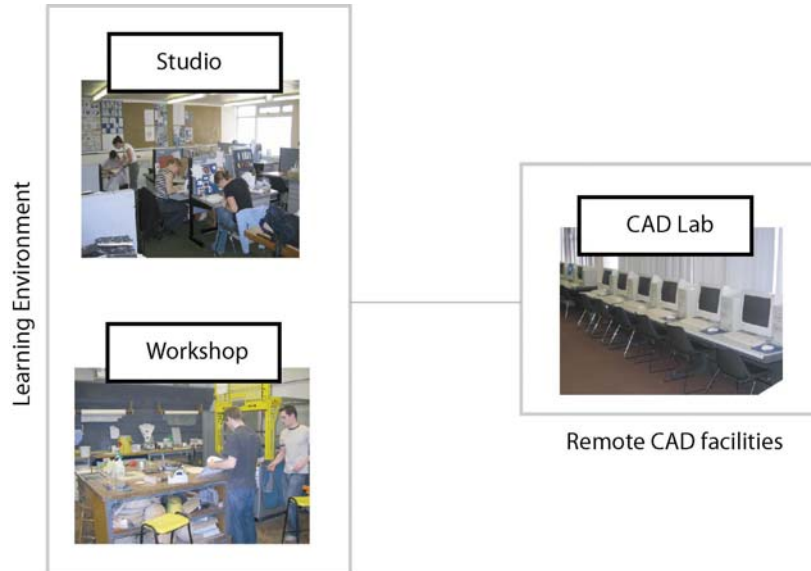 Studio
Learning Environment
Workshop
CAD Lab
Remote CAD facilities